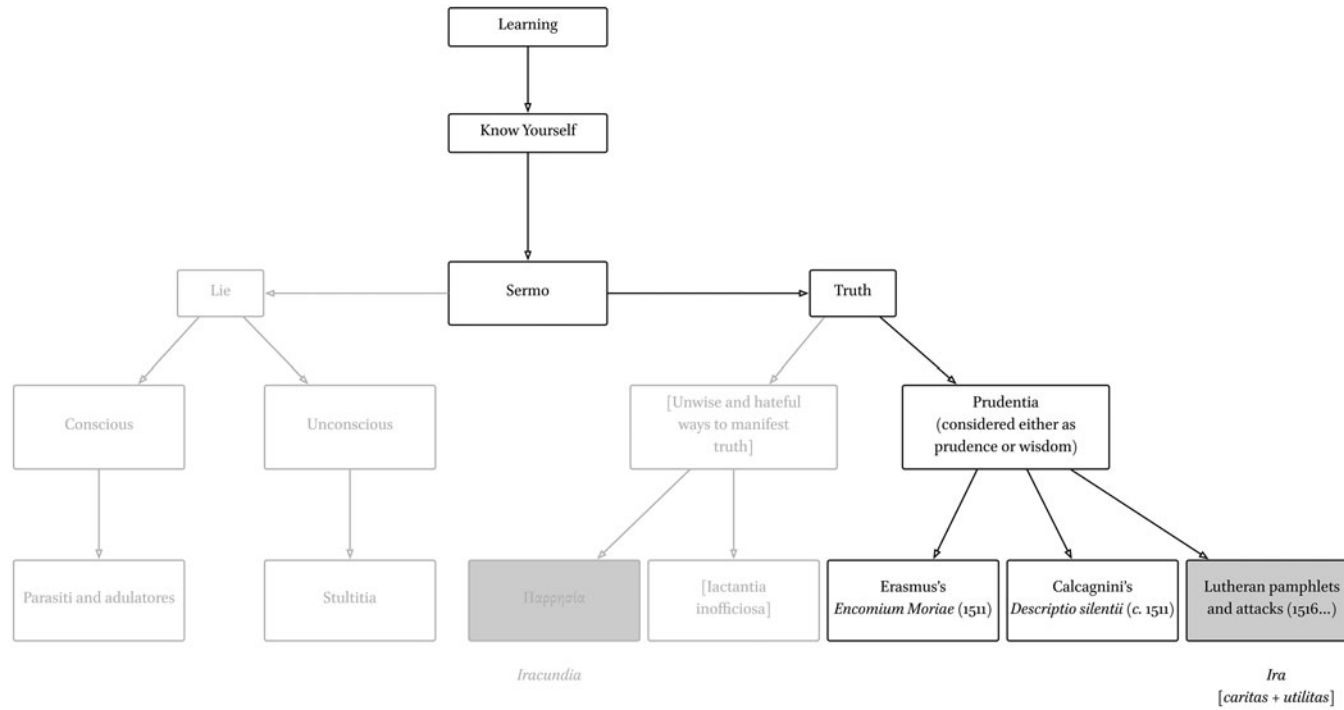 Learning
Know Yourself
Lie
Sermo
Truth
Conscious
Unconscious
[Unwise and hateful
ways to manifest
truth]
Prudentia
(considered either as
prudence or wisdom)
Parasiti and adulatores
Stultitia
Παρρησία
[Iactantia
inofficiosa]
Erasmus's
Encomium Moriae (1511)
Calcagnini's
Descriptio silentii (c. 1511)
Lutheran pamphlets
and attacks (1516...)
Iracundia
Ira
[caritas + utilitas]